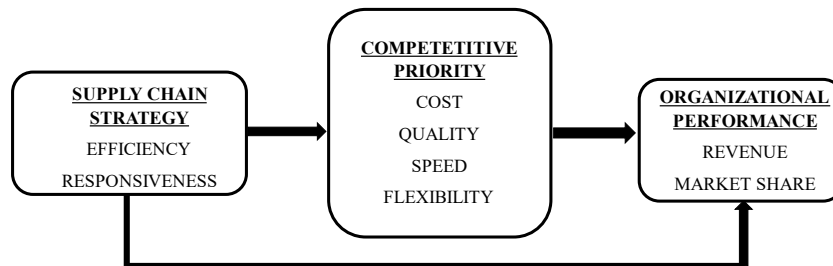 SUPPLY CHAIN
STRATEGY
EFFICIENCY
RESPONSIVENESS
COMPETETITIVE
PRIORITY
COST
QUALITY
SPEED
FLEXIBILITY
ORGANIZATIONAL
PERFORMANCE
REVENUE
MARKET SHARE